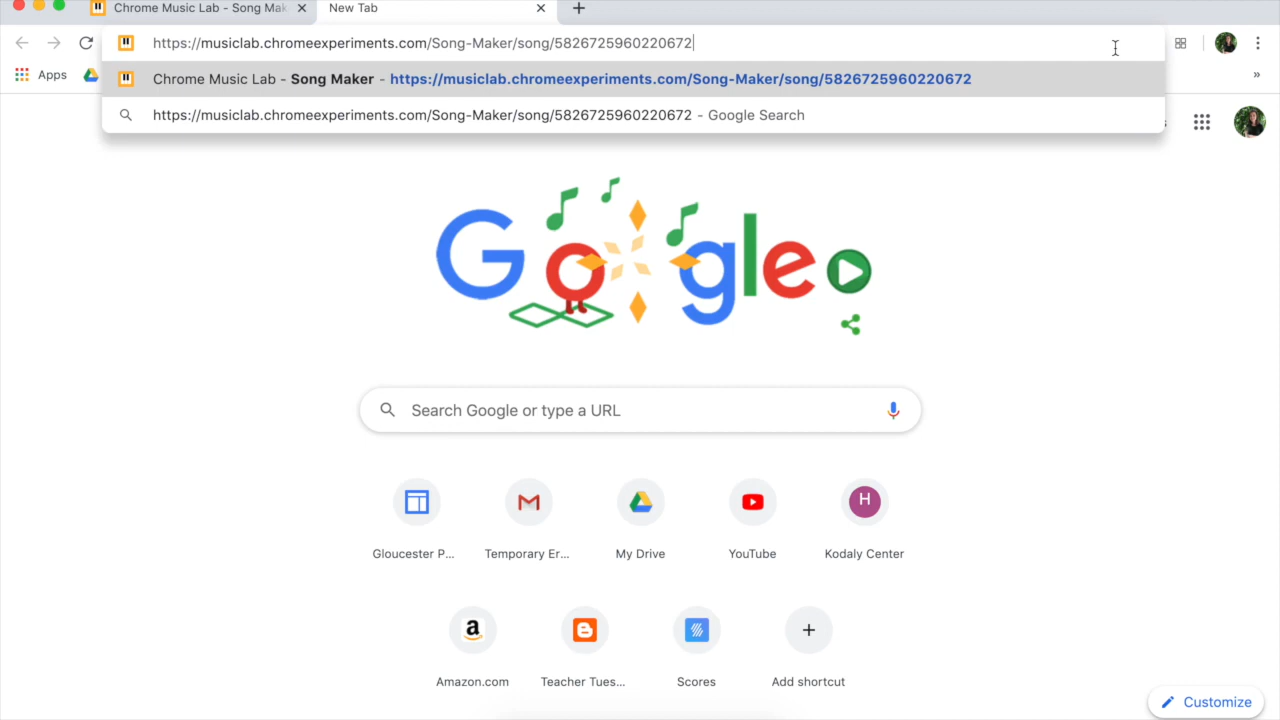 Chrome Music Lab - Song Mak
New Tab
https://musiclab.chromeexperiments.com/Song-Maker/song/5826725960220672
Apps
»
Chrome Music Lab - Song Maker - https://musiclab.chromeexperiments.com/Song-Maker/song/5826725960220672
https://musiclab.chromeexperiments.com/Song-Maker/song/5826725960220672 - Google Search
Google
Search Google or type a URL
H
Gloucester P...
Temporary Er...
My Drive
YouTube
Kodaly Center
a
Amazon.com
Teacher Tues...
Scores
Add shortcut
Customize